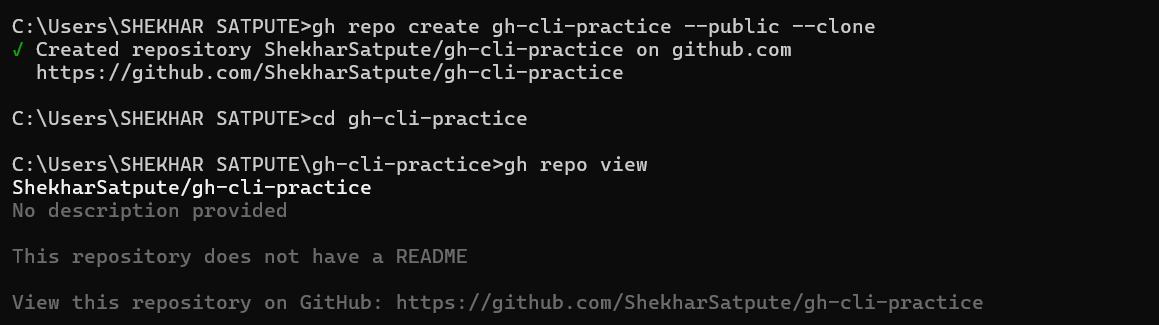 C:\Users\SHEKHAR SATPUTE>gh repo create gh-cli-practice --public --clone
✓ Created repository ShekharSatpute/gh-cli-practice on github.com
  https://github.com/ShekharSatpute/gh-cli-practice
C:\Users\SHEKHAR SATPUTE>cd gh-cli-practice
C:\Users\SHEKHAR SATPUTE\gh-cli-practice>gh repo view
ShekharSatpute/gh-cli-practice
No description provided
This repository does not have a README
View this repository on GitHub: https://github.com/ShekharSatpute/gh-cli-practice